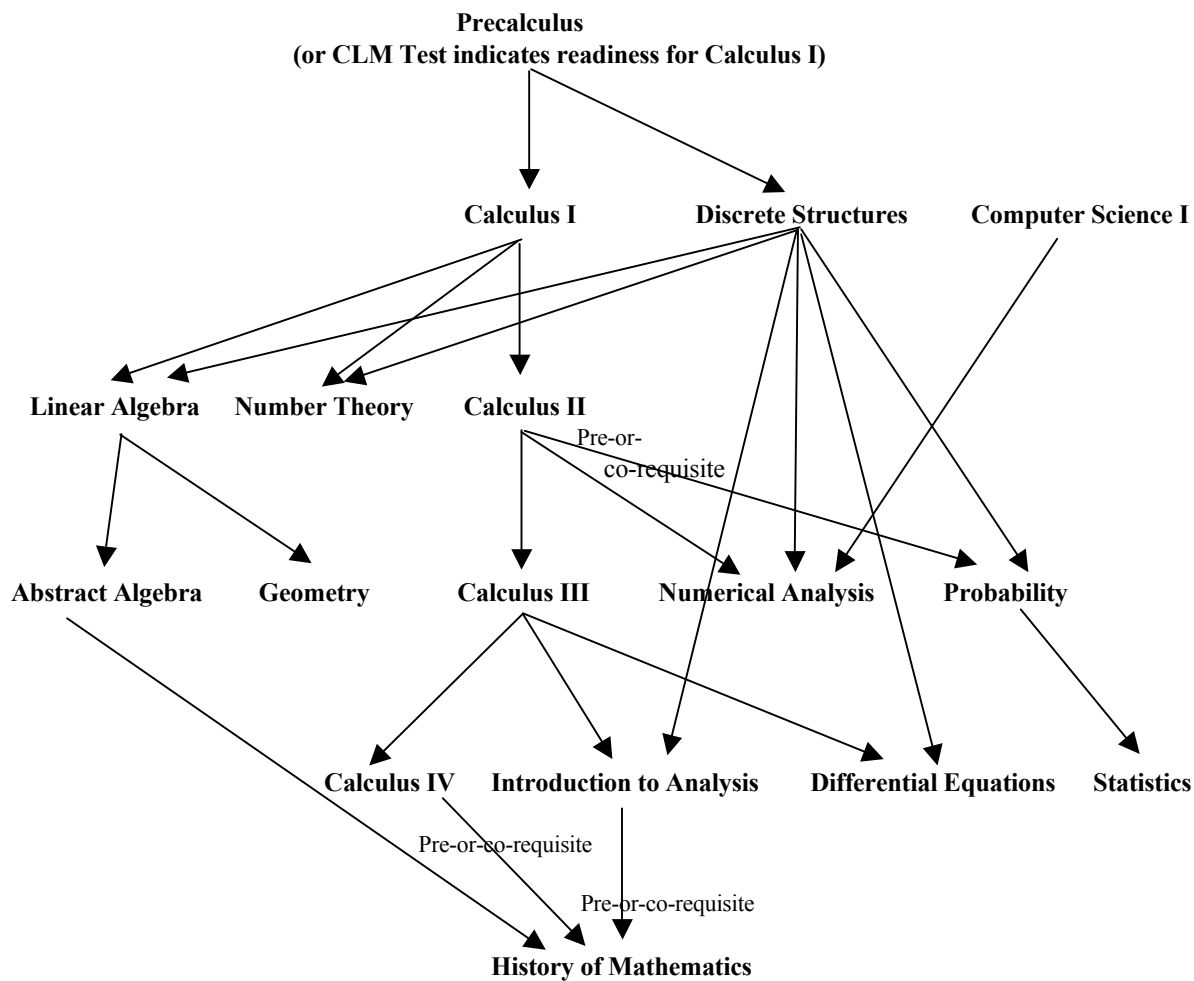 Precalculus
(or CLM Test indicates readiness for Calculus I)
Calculus I Discrete Structures Computer Science I
Linear Algebra Number Theory Calculus II
Pre-or-
co-requisite
Abstract Algebra Geometry Calculus III Numerical Analysis Probability
Calculus IV Introduction to Analysis Differential Equations Statistics
Pre-or-co-requisite
Pre-or-co-requisite
History of Mathematics